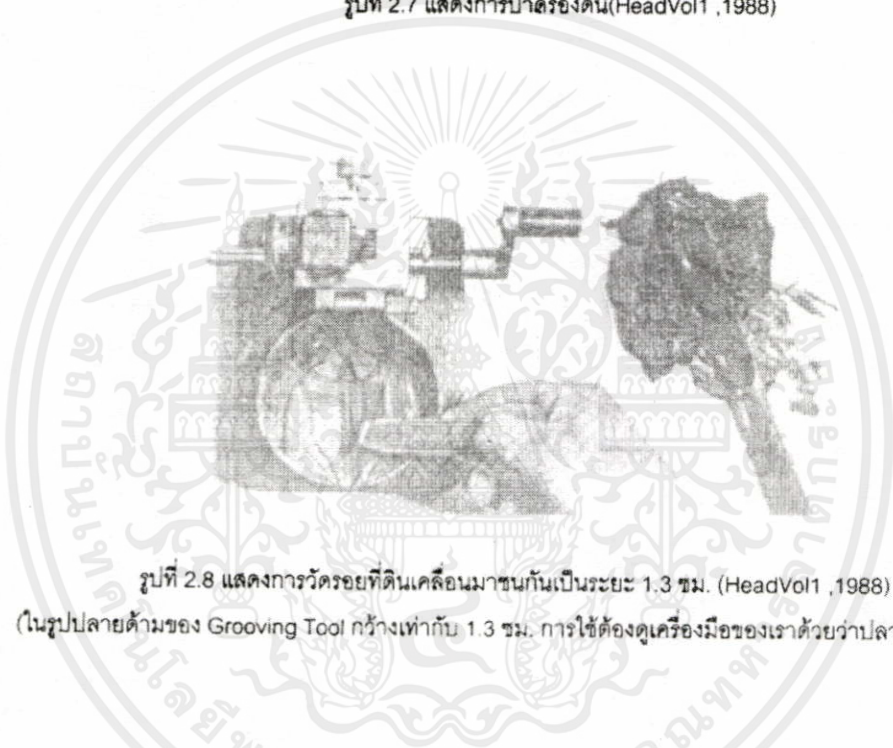 รูปที่ 2.7 แสดงการปาดร่องดิน(HeadVol1 ,1988)
รูปที่ 2.8 แสดงการวัดรอยที่ดินเคลื่อนมาชนกันเป็นระยะ 1.3 ซม. (HeadVol1 ,1988)
(ในรูปปลายด้ามของ Grooving Tool กว้างเท่ากับ 1.3 ซม. การใช้ต้องดูเครื่องมือของเราด้วยว่าปลา